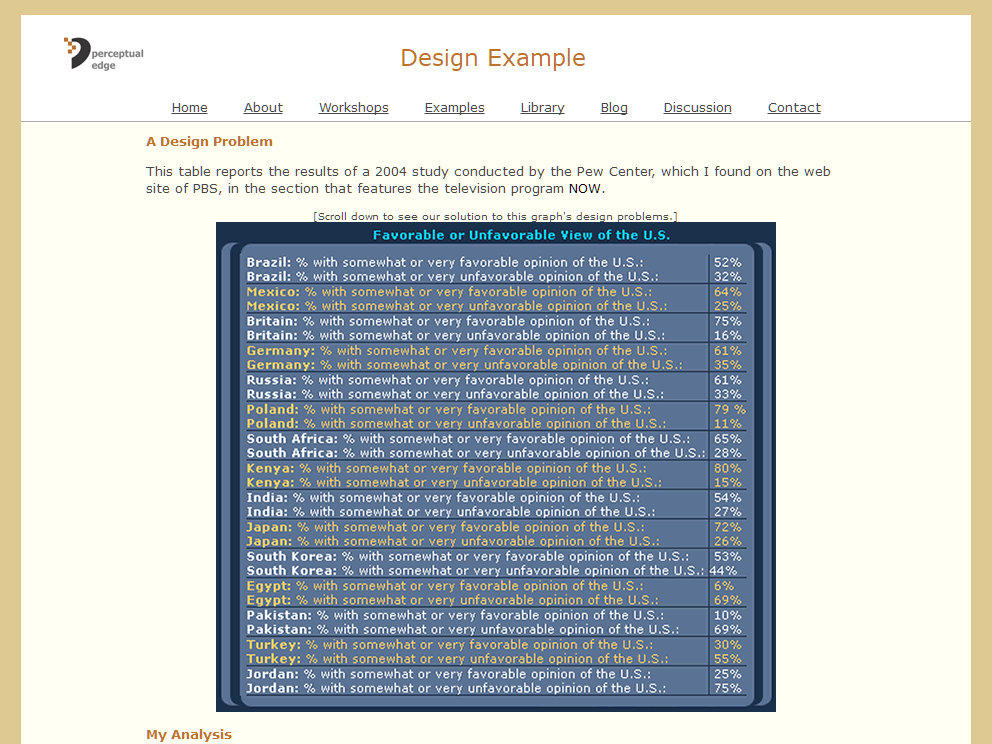 perceptual
edge
Design Example
Home About Workshops Examples Library Blog Discussion Contact
A Design Problem
This table reports the results of a 2004 study conducted by the Pew Center, which I found on the web
site of PBS, in the section that features the television program NOW.
[Scroll down to see our solution to this graph's design problems.]
Favorable or Unfavorable View of the U.S.
Brazil: % with somewhat or very favorable opinion of the U.S.: 52%
Brazil: % with somewhat or very unfavorable opinion of the U.S.: 32%
Mexico: % with somewhat or very favorable opinion of the U.S.: 64%
Mexico: % with somewhat or very unfavorable opinion of the U.S.: 25%
Britain: % with somewhat or very favorable opinion of the U.S.: 75%
Britain: % with somewhat or very unfavorable opinion of the U.S.: 16%
Germany: % with somewhat or very favorable opinion of the U.S.: 61%
Germany: % with somewhat or very unfavorable opinion of the U.S.: 35%
Russia: % with somewhat or very favorable opinion of the U.S.: 61%
Russia: % with somewhat or very unfavorable opinion of the U.S.: 33%
Poland: % with somewhat or very favorable opinion of the U.S.: 79 %
Poland: % with somewhat or very unfavorable opinion of the U.S.: 11%
South Africa: % with somewhat or very favorable opinion of the U.S.: 65%
South Africa: % with somewhat or very unfavorable opinion of the U.S.: 28%
Kenya: % with somewhat or very favorable opinion of the U.S.: 80%
Kenya: % with somewhat or very unfavorable opinion of the U.S.: 15%
India: % with somewhat or very favorable opinion of the U.S.: 54%
India: % with somewhat or very unfavorable opinion of the U.S.: 27%
Japan: % with somewhat or very favorable opinion of the U.S.: 72%
Japan: % with somewhat or very unfavorable opinion of the U.S.: 26%
South Korea: % with somewhat or very favorable opinion of the U.S.: 53%
South Korea: % with somewhat or very unfavorable opinion of the U.S.: 44%
Egypt: % with somewhat or very favorable opinion of the U.S.: 6%
Egypt: % with somewhat or very unfavorable opinion of the U.S.: 69%
Pakistan: % with somewhat or very favorable opinion of the U.S.: 10%
Pakistan: % with somewhat or very unfavorable opinion of the U.S.: 69%
Turkey: % with somewhat or very favorable opinion of the U.S.: 30%
Turkey: % with somewhat or very unfavorable opinion of the U.S.: 55%
Jordan: % with somewhat or very favorable opinion of the U.S.: 25%
Jordan: % with somewhat or very unfavorable opinion of the U.S.: 75%
My Analysis